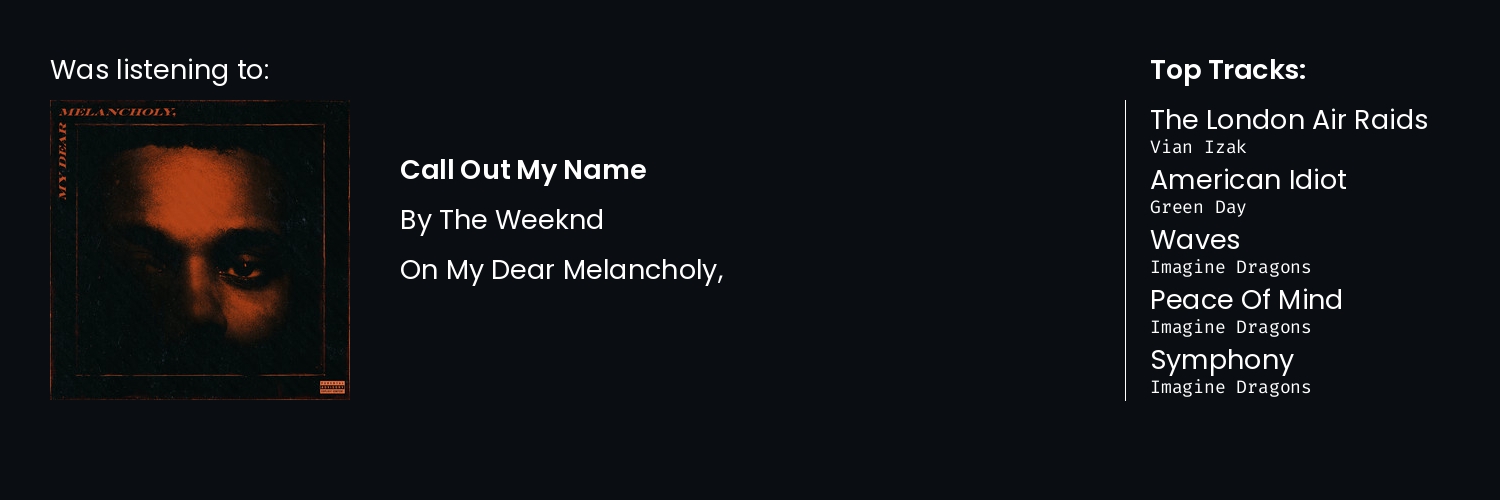 Was listening to:
MELANCHOLY,
MY DEAR
Call Out My Name
By The Weeknd
On My Dear Melancholy,
Top Tracks:
The London Air Raids
Vian Izak
American Idiot
Green Day
Waves
Imagine Dragons
Peace Of Mind
Imagine Dragons
Symphony
Imagine Dragons